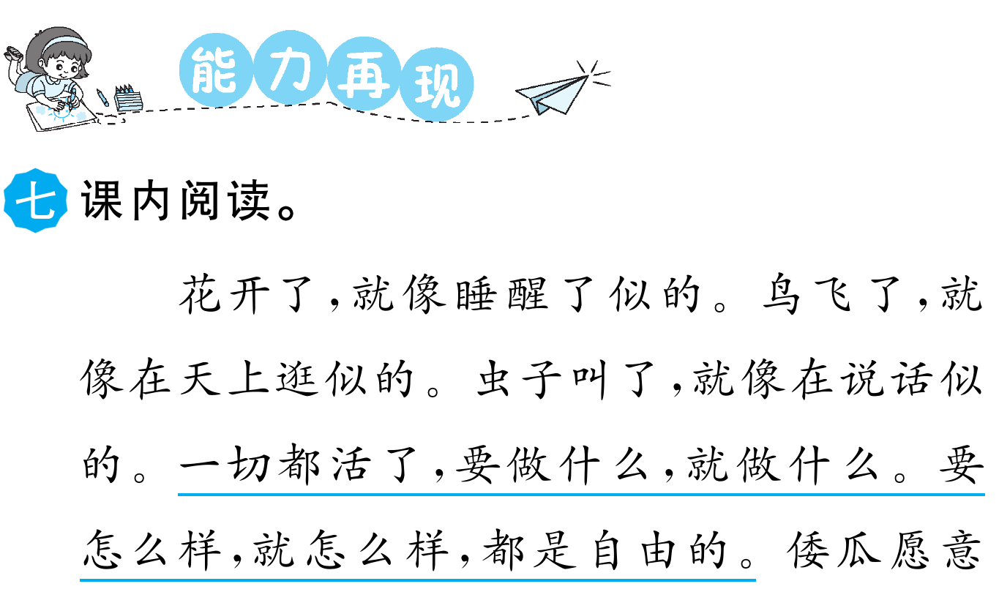 能力再现
七 课内阅读。
花开了,就像睡醒了似的。鸟飞了,就
像在天上逛似的。虫子叫了,就像在说话似
的。一切都活了,要做什么,就做什么。要
怎么样,就怎么样,都是自由的。倭瓜愿意